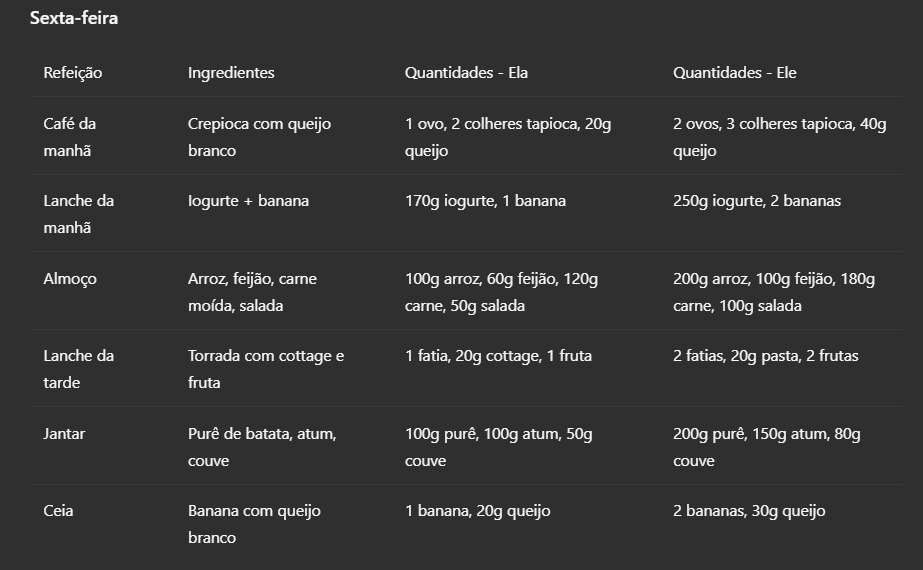 Sexta-feira
Refeição Ingredientes Quantidades - Ela Quantidades - Ele
Café da manhã Crepioca com queijo branco 1 ovo, 2 colheres tapioca, 20g queijo 2 ovos, 3 colheres tapioca, 40g queijo
Lanche da manhã Iogurte + banana 170g iogurte, 1 banana 250g iogurte, 2 bananas
Almoço Arroz, feijão, carne moída, salada 100g arroz, 60g feijão, 120g carne, 50g salada 200g arroz, 100g feijão, 180g carne, 100g salada
Lanche da tarde Torrada com cottage e fruta 1 fatia, 20g cottage, 1 fruta 2 fatias, 20g pasta, 2 frutas
Jantar Purê de batata, atum, couve 100g purê, 100g atum, 50g couve 200g purê, 150g atum, 80g couve
Ceia Banana com queijo branco 1 banana, 20g queijo 2 bananas, 30g queijo